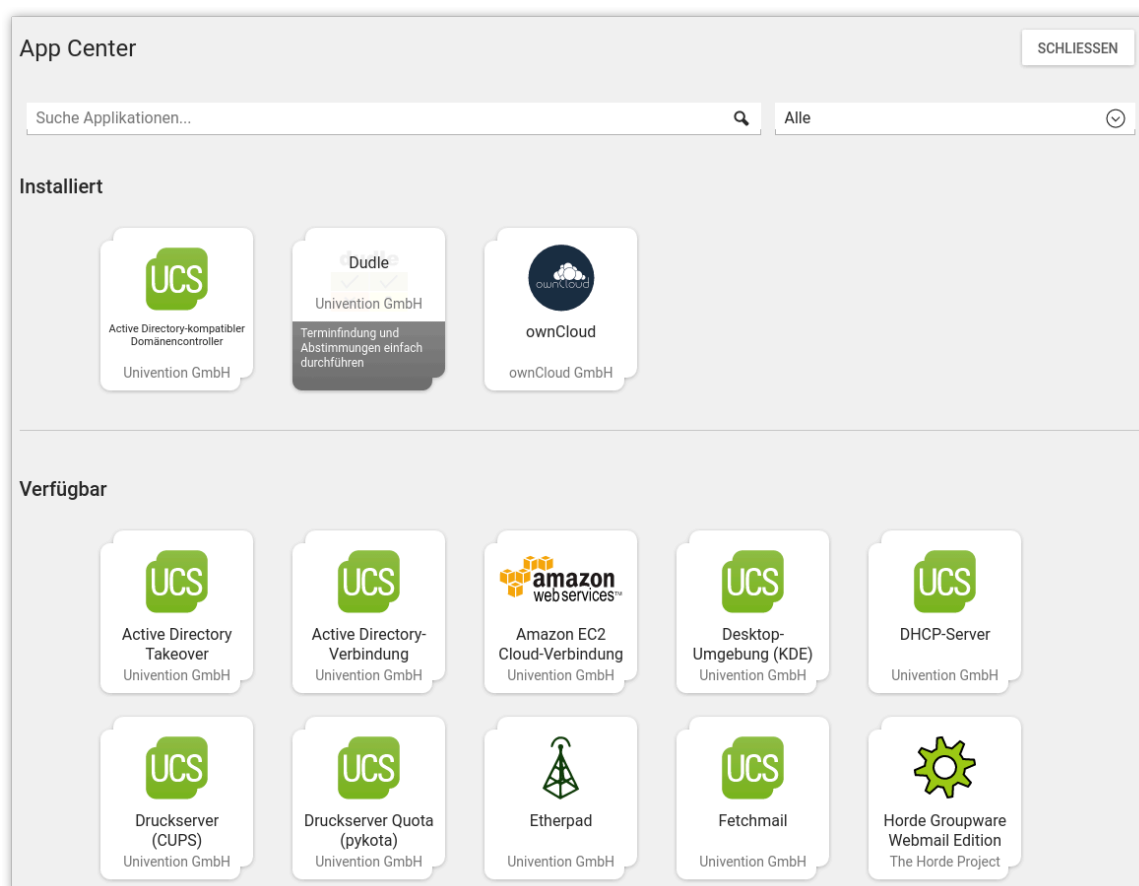 App Center
SCHLIESSEN
Suche Applikationen...
Alle
Installiert
UCS
Active Directory-kompatibler
Domänencontroller
Univention GmbH
dudle
Dudle
Univention GmbH
Terminfindung und
Abstimmungen einfach
durchführen
ownCloud
ownCloud
ownCloud GmbH
Verfügbar
UCS
Active Directory
Takeover
Univention GmbH
UCS
Active Directory-
Verbindung
Univention GmbH
amazon
webservices™
Amazon EC2
Cloud-Verbindung
Univention GmbH
UCS
Desktop-
Umgebung (KDE)
Univention GmbH
UCS
DHCP-Server
Univention GmbH
UCS
Druckserver
(CUPS)
Univention GmbH
UCS
Druckserver Quota
(pykota)
Univention GmbH
Etherpad
Univention GmbH
UCS
Fetchmail
Univention GmbH
Horde Groupware
Webmail Edition
The Horde Project